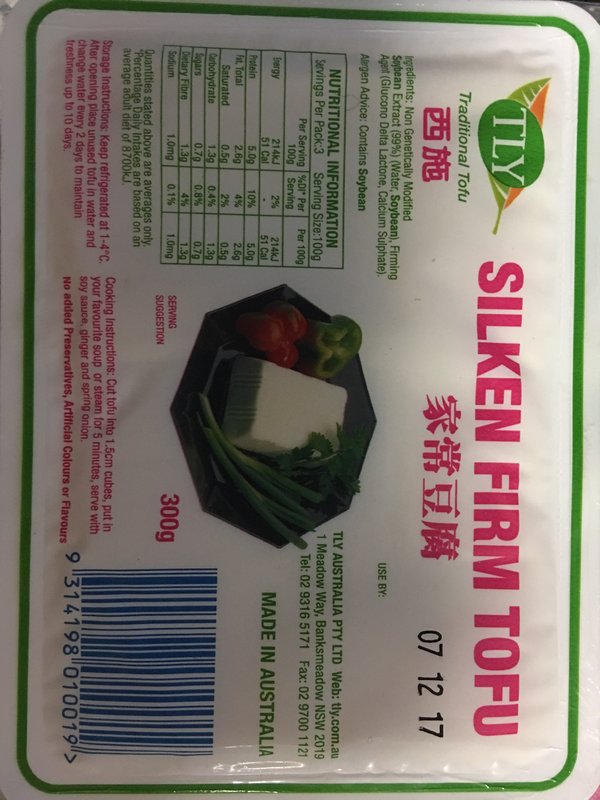 TLY
Traditional Tofu
西施
SILKEN FIRM TOFU
家常豆腐
Ingredients: Non Genetically Modified
Soybean Extract (99%) (Water, Soybean), Firming
Agent (Glucono Delta Lactone, Calcium Sulphate).
Allergen Advice: Contains Soybean
USE BY:
07 12 17
NUTRITIONAL INFORMATION
Servings Per Pack:3 Serving Size:100g
Per Serving %DI* Per Per 100g
100g Serving
Energy 214kJ 2% 214kJ
51 Cal - 51 Cal
Protein 5.0g 10% 5.0g
Fat, Total 2.6g 4% 2.6g
Saturated 0.5g 2% 0.5g
Carbohydrate 1.3g 0.4% 1.3g
Sugars 0.7g 0.8% 0.7g
Dietary Fibre 1.3g 4% 1.3g
Sodium 1.0mg 0.1% 1.0mg
Quantities stated above are averages only.
*Percentage Daily Intakes are based on an
average adult diet of 8700kJ.
Storage Instructions: Keep refrigerated at 1-4°C.
After opening place unused tofu in water and
change water every 2 days to maintain
freshness up to 10 days.
SERVING
SUGGESTION
300g
Cooking Instructions: Cut tofu into 1.5cm cubes, put in
your favourite soup or steam for 5 minutes, serve with
soy sauce, ginger and spring onion.
No added Preservatives, Artificial Colours or Flavours
TLY AUSTRALIA PTY LTD Web: tly.com.au
1 Meadow Way, Banksmeadow NSW 2019
Tel: 02 9316 5171 Fax: 02 9700 1121
MADE IN AUSTRALIA
9 314198 010019 >